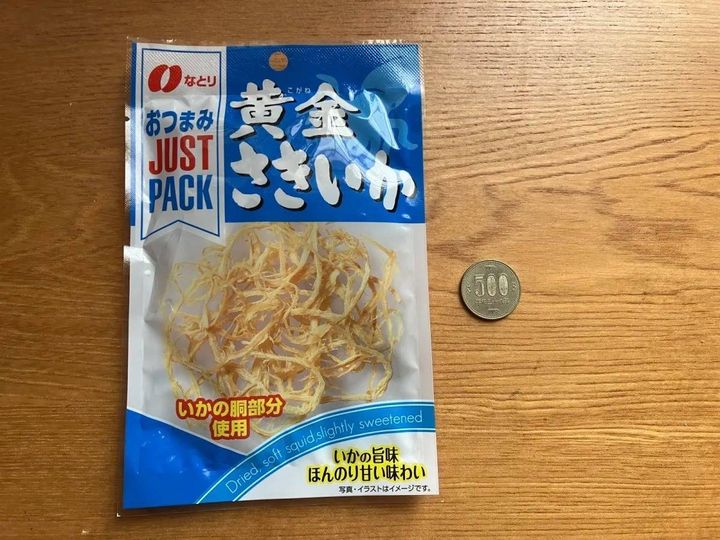 なとり
おつまみ
JUST
PACK
こがね
黄金
さきいか
500
いかの胴部分
使用
Dried, soft squid,slightly sweetened
いかの旨味
ほんのり甘い味わい
写真・イラストはイメージです。